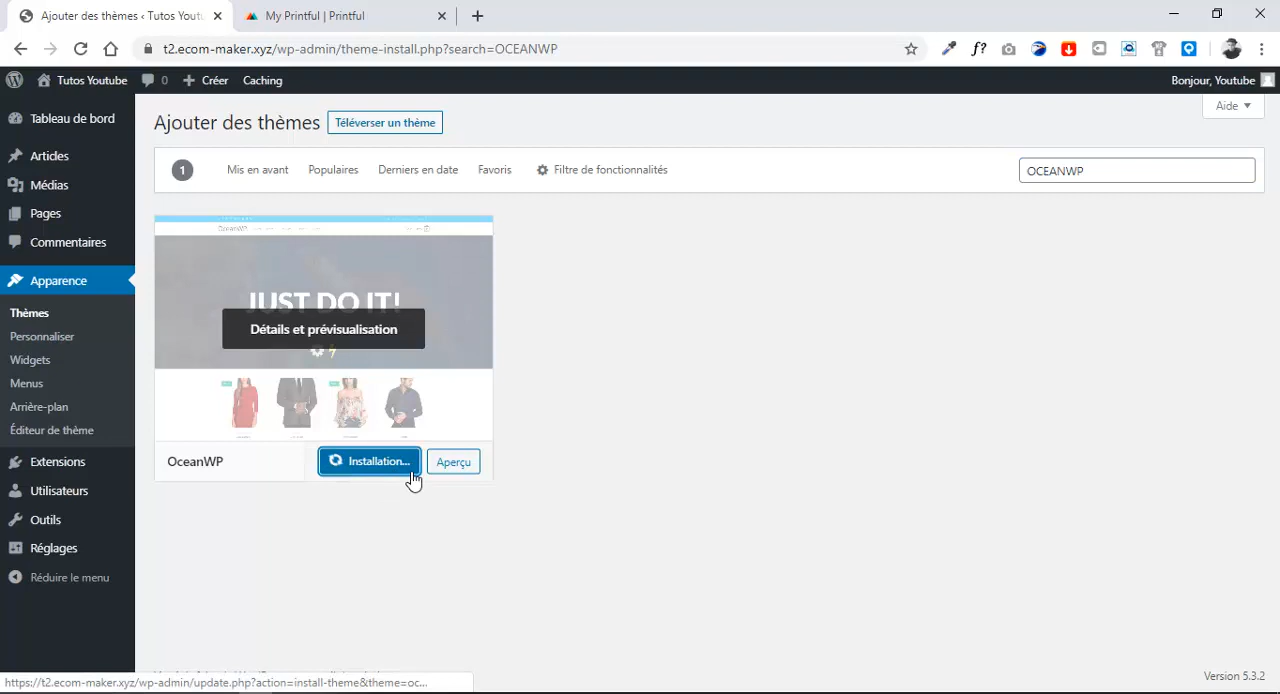 Ajouter des thèmes ‹ Tutos Youtu
My Printful | Printful
t2.ecom-maker.xyz/wp-admin/theme-install.php?search=OCEANWP
Tutos Youtube
0
Créer
Caching
Bonjour, Youtube
Tableau de bord
Articles
Médias
Pages
Commentaires
Apparence
Thèmes
Personnaliser
Widgets
Menus
Arrière-plan
Éditeur de thème
Extensions
Utilisateurs
Outils
Réglages
Réduire le menu
Aide
Ajouter des thèmes
Téléverser un thème
1
Mis en avant
Populaires
Derniers en date
Favoris
Filtre de fonctionnalités
OCEANWP
OceanWP
JUST DO IT!
Détails et prévisualisation
OceanWP
Installation...
Aperçu
Version 5.3.2
https://t2.ecom-maker.xyz/wp-admin/update.php?action=install-theme&theme=oc...